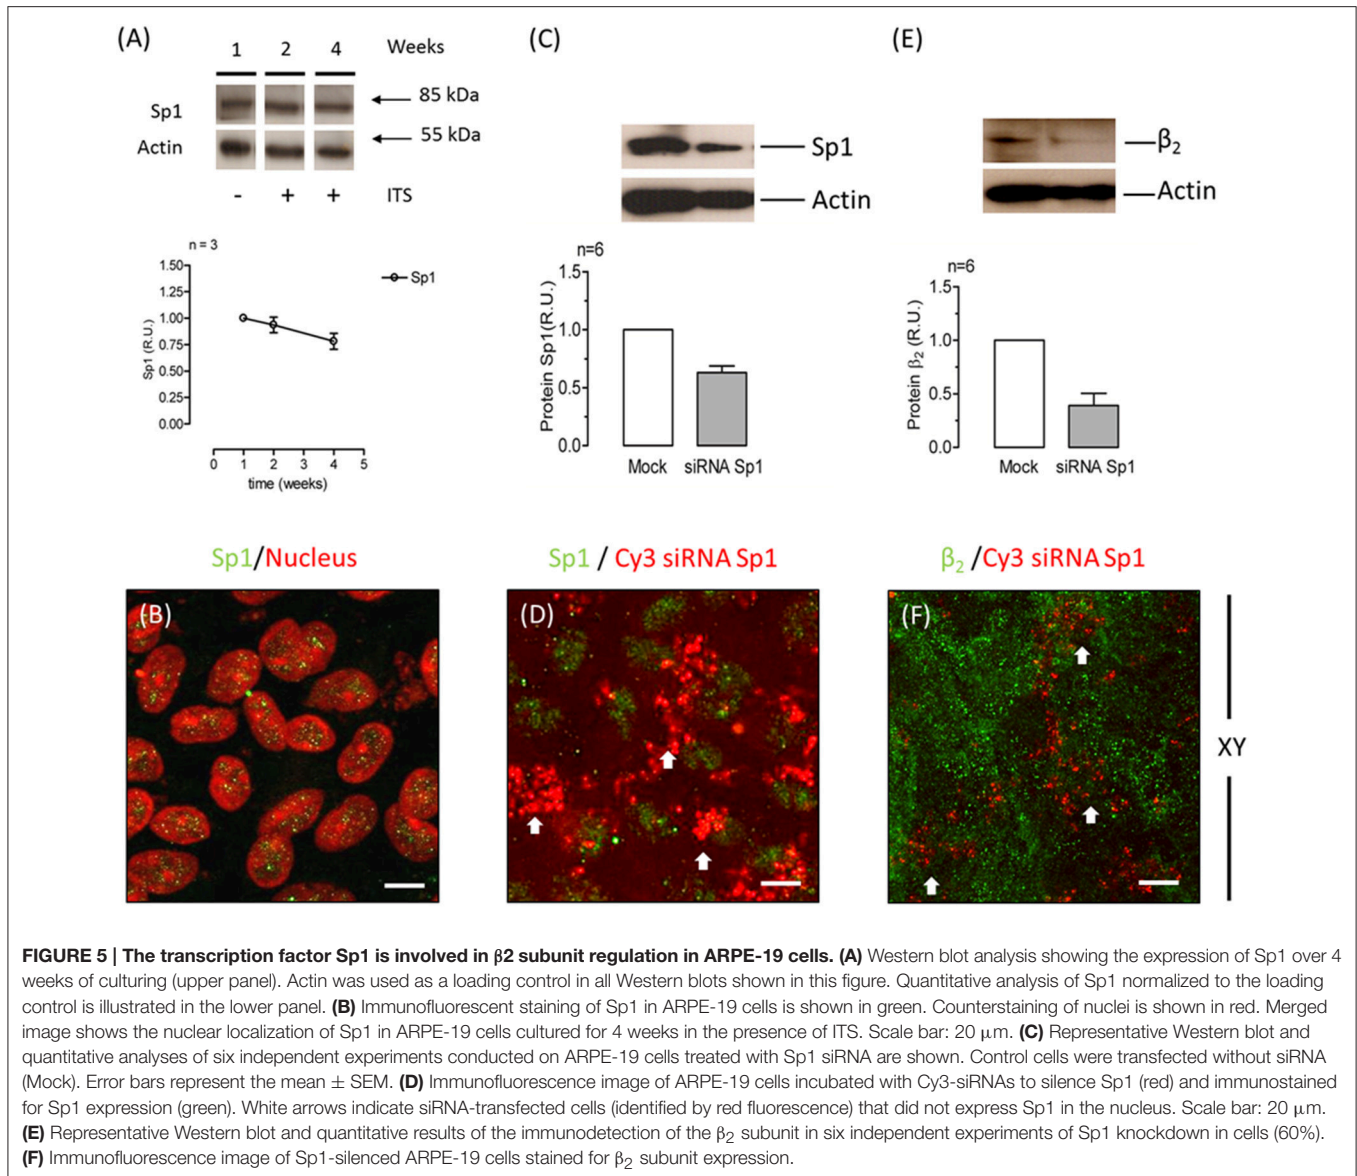 (A)
1 2 4 Weeks
Sp1
85 kDa
Actin
55 kDa
- + + ITS
n = 3
Sp1 (R.U.)
1.50
1.25
1.00
0.75
0.50
0.25
0.00
Sp1
0 1 2 3 4 5
time (weeks)
(C)
Sp1
Actin
n=6
Protein Sp1(R.U.)
1.5
1.0
0.5
0.0
Mock siRNA Sp1
(E)
β₂
Actin
n=6
Protein β₂ (R.U.)
1.5
1.0
0.5
0.0
Mock siRNA Sp1
Sp1/Nucleus
(B)
Sp1 / Cy3 siRNA Sp1
(D)
β₂ /Cy3 siRNA Sp1
(F)
XY
FIGURE 5 | The transcription factor Sp1 is involved in β2 subunit regulation in ARPE-19 cells. (A) Western blot analysis showing the expression of Sp1 over 4
weeks of culturing (upper panel). Actin was used as a loading control in all Western blots shown in this figure. Quantitative analysis of Sp1 normalized to the loading
control is illustrated in the lower panel. (B) Immunofluorescent staining of Sp1 in ARPE-19 cells is shown in green. Counterstaining of nuclei is shown in red. Merged
image shows the nuclear localization of Sp1 in ARPE-19 cells cultured for 4 weeks in the presence of ITS. Scale bar: 20 μm. (C) Representative Western blot and
quantitative analyses of six independent experiments conducted on ARPE-19 cells treated with Sp1 siRNA are shown. Control cells were transfected without siRNA
(Mock). Error bars represent the mean ± SEM. (D) Immunofluorescence image of ARPE-19 cells incubated with Cy3-siRNAs to silence Sp1 (red) and immunostained
for Sp1 expression (green). White arrows indicate siRNA-transfected cells (identified by red fluorescence) that did not express Sp1 in the nucleus. Scale bar: 20 μm.
(E) Representative Western blot and quantitative results of the immunodetection of the β₂ subunit in six independent experiments of Sp1 knockdown in cells (60%).
(F) Immunofluorescence image of Sp1-silenced ARPE-19 cells stained for β₂ subunit expression.